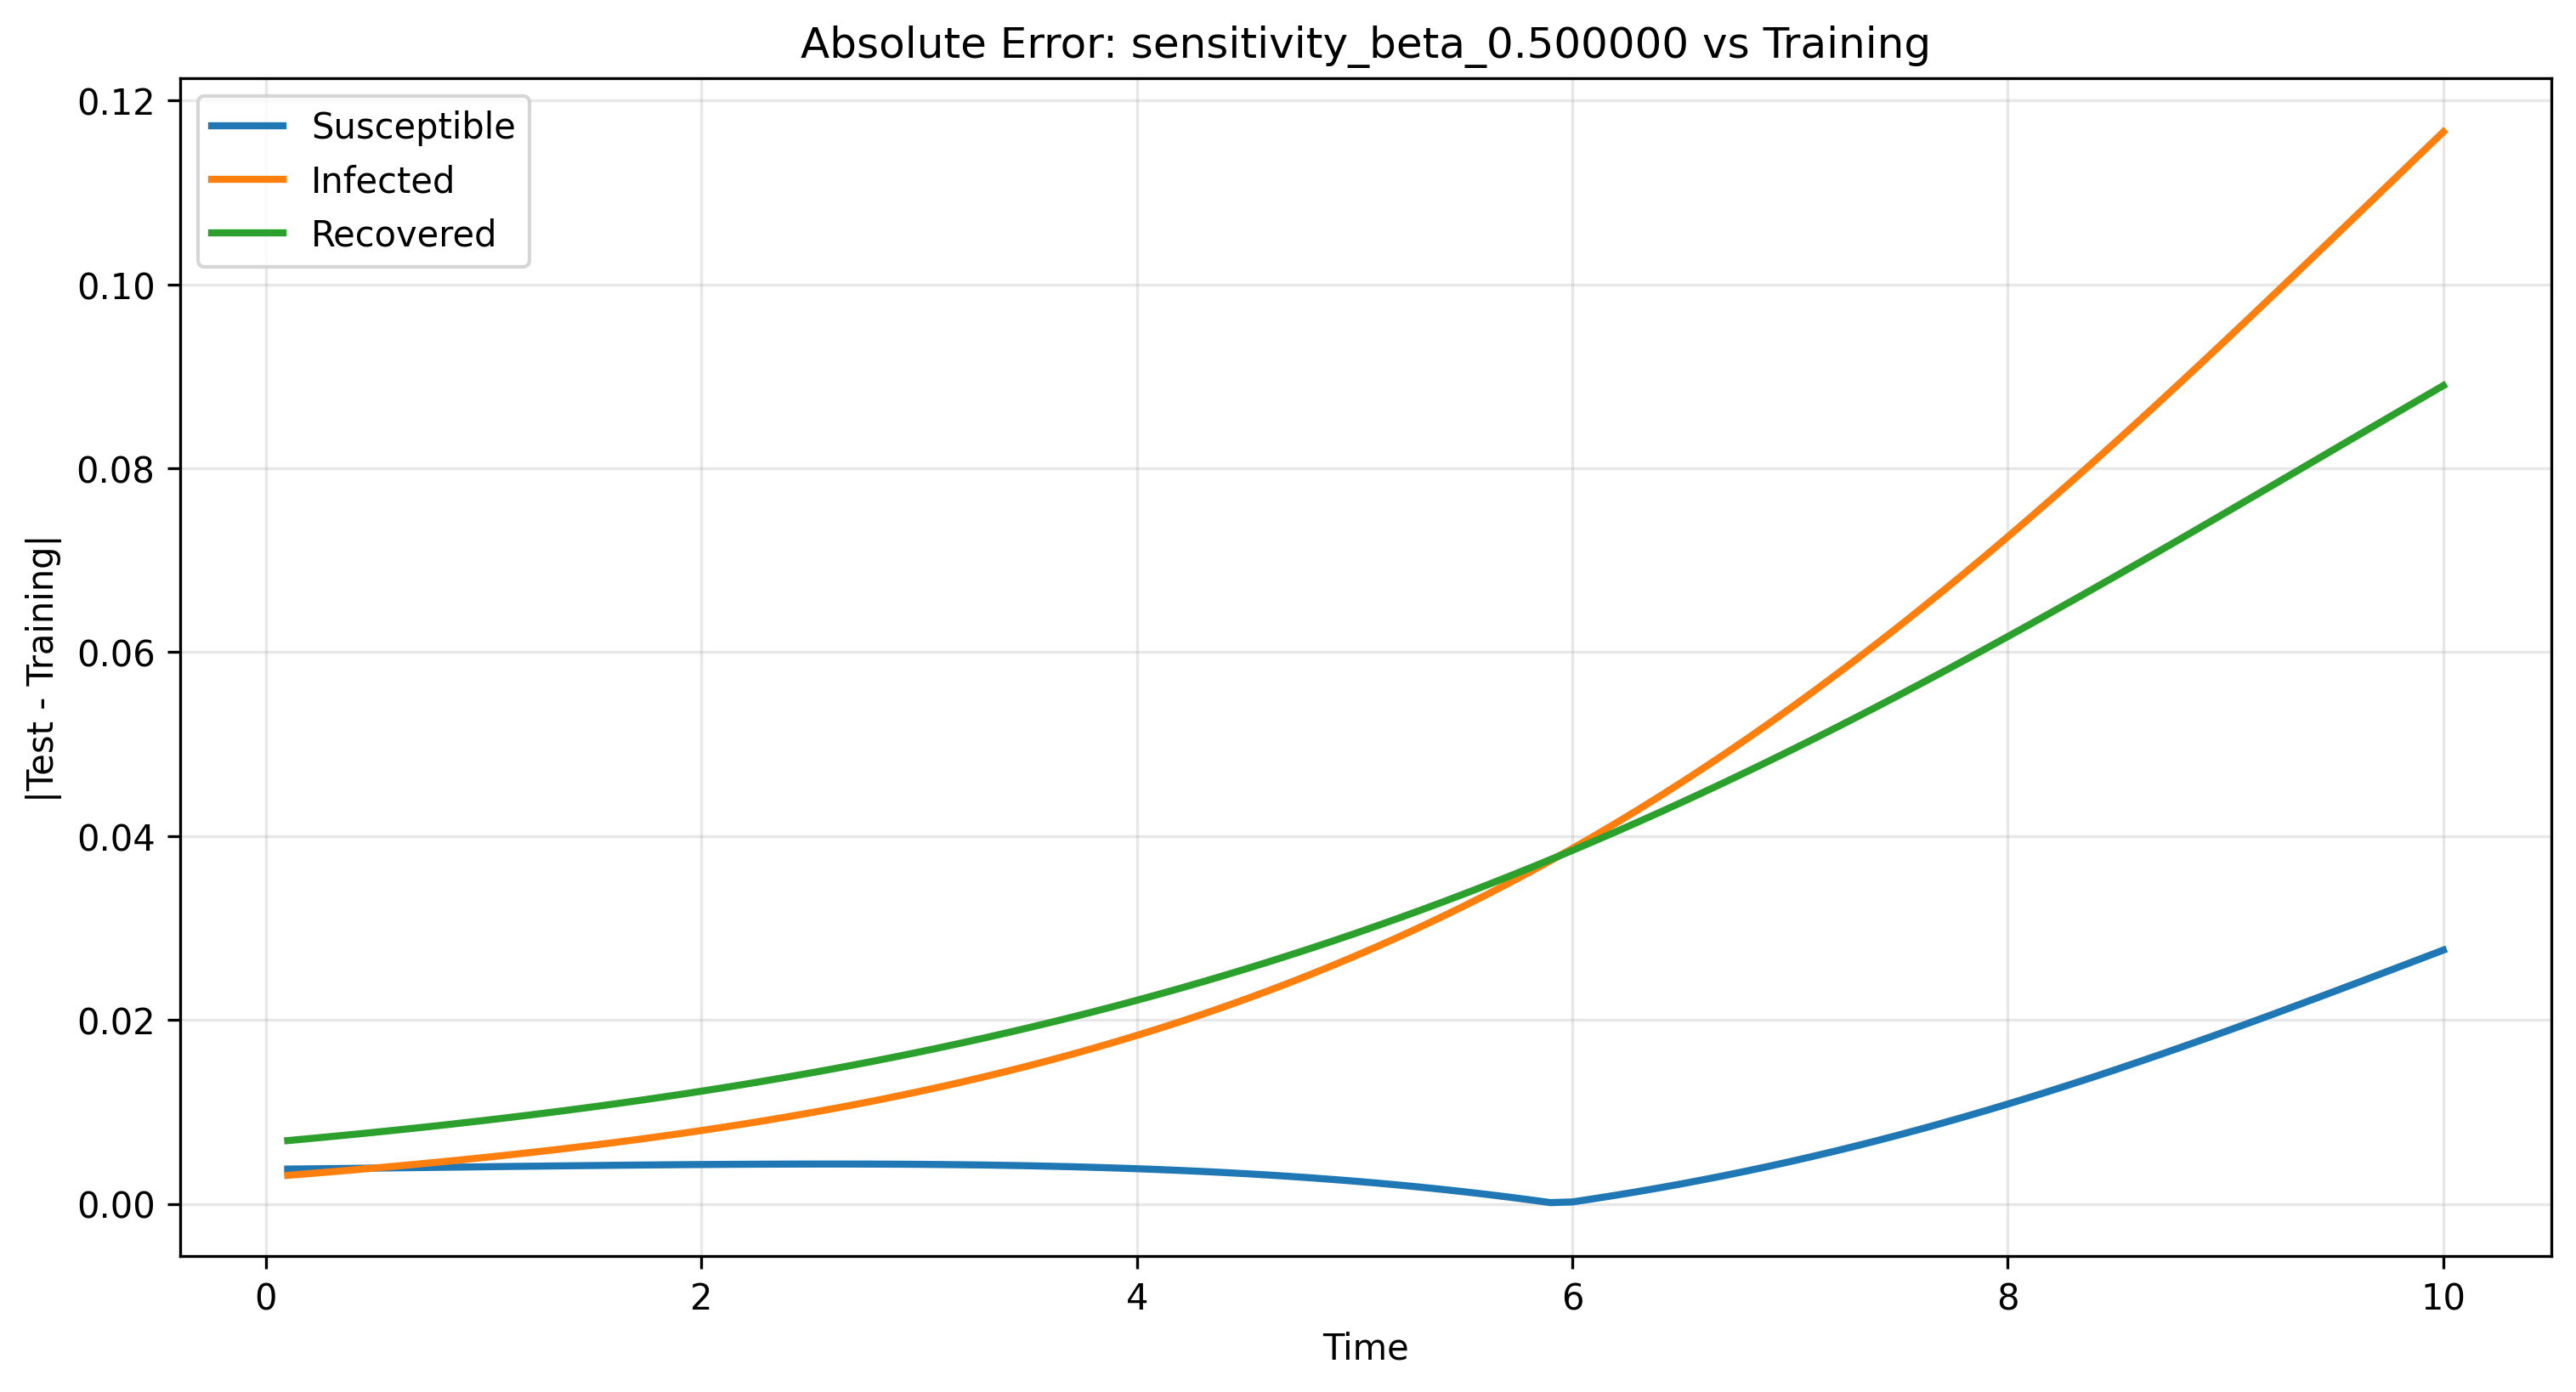 Absolute Error: sensitivity_beta_0.500000 vs Training
Susceptible
Infected
Recovered
|Test - Training|
0.12
0.10
0.08
0.06
0.04
0.02
0.00
0 2 4 6 8 10
Time